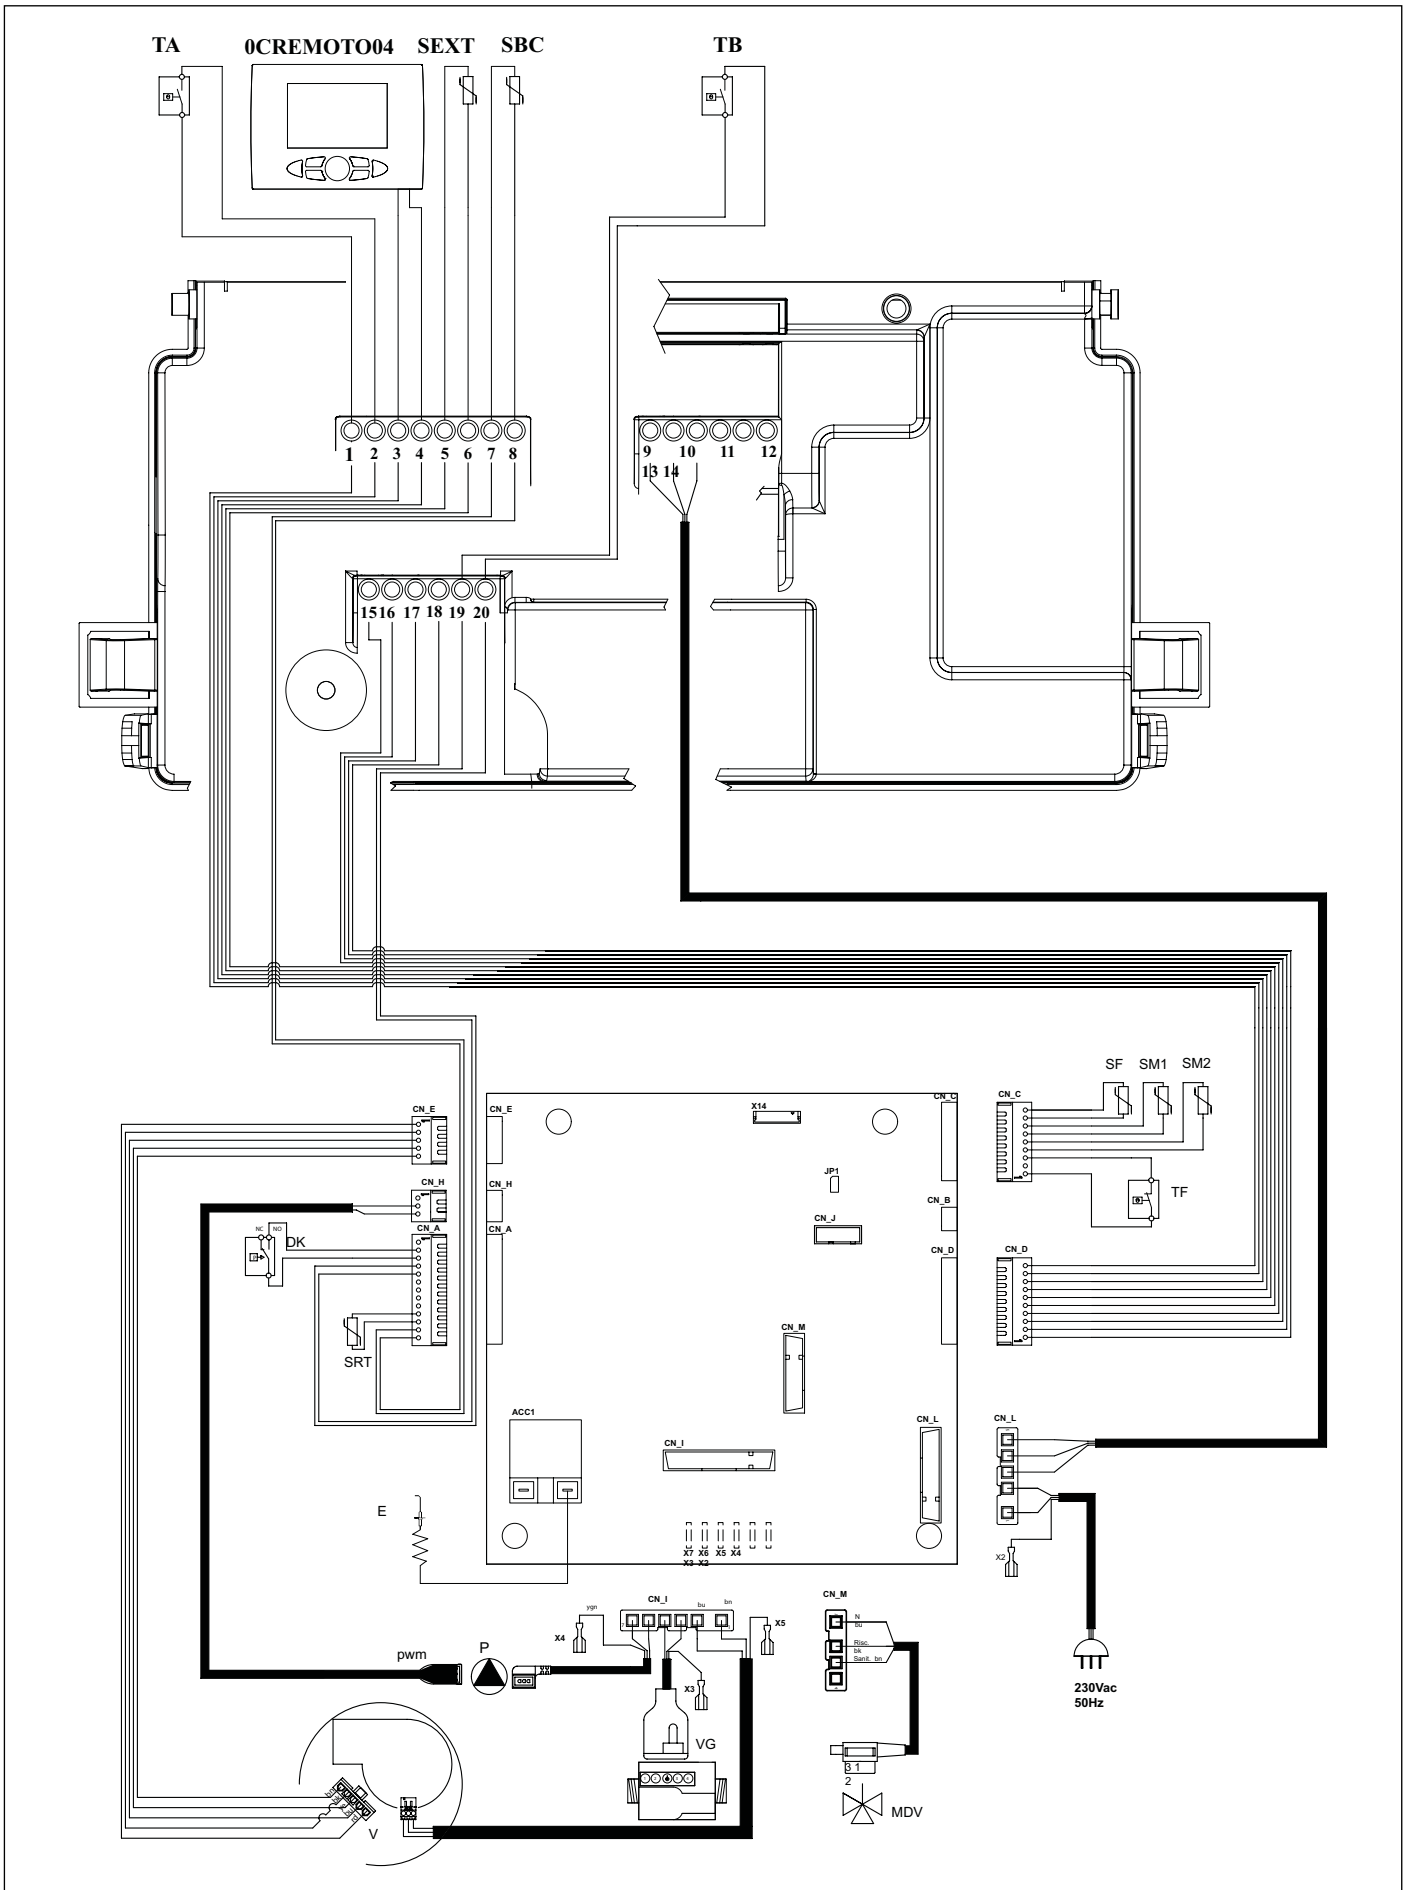 TA 0CREMOTO04 SEXT SBC TB
1 2 3 4 5 6 7 8
9 10 11 12
13 14
15 16 17 18 19 20
SF SM1 SM2
CN_E CN_E X14 CN_C CN_C
JP1
CN_H CN_H TF
CN_B
CN_J
NC NO DK
CN_A CN_A
CN_D CN_D
CN_M
SRT
ACC1 CN_L CN_L
CN_I
E
X7 X6 X5 X4
X3 X2
X2
CN_I CN_M
ygn bu bn
X4 X5
N
bu
Risc.
bk
Sanit. bn
pwm P
X3
230Vac
50Hz
VG
3 1
2
MDV
V